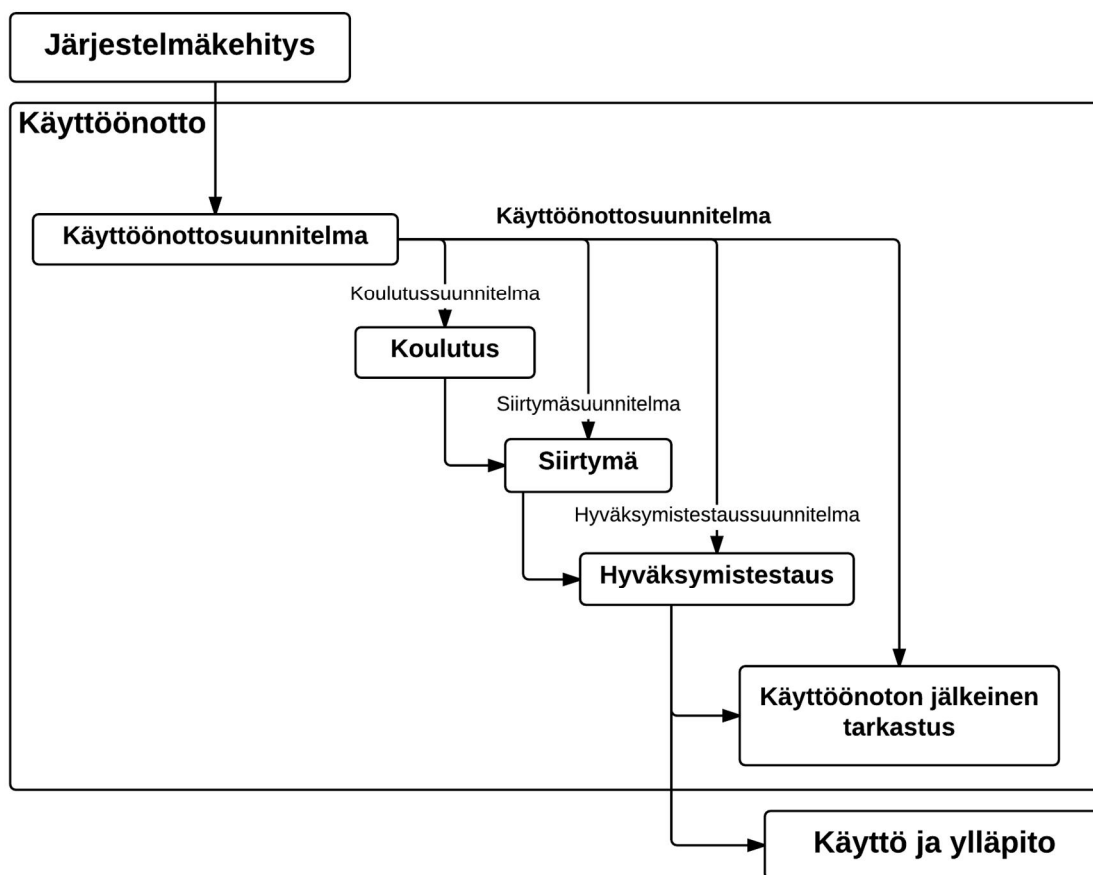 Järjestelmäkehitys
Käyttöönotto
Käyttöönottosuunnitelma
Käyttöönottosuunnitelma
Koulutussuunnitelma
Koulutus
Siirtymäsuunnitelma
Siirtymä
Hyväksymistestaussuunnitelma
Hyväksymistestaus
Käyttöönoton jälkeinen
tarkastus
Käyttö ja ylläpito